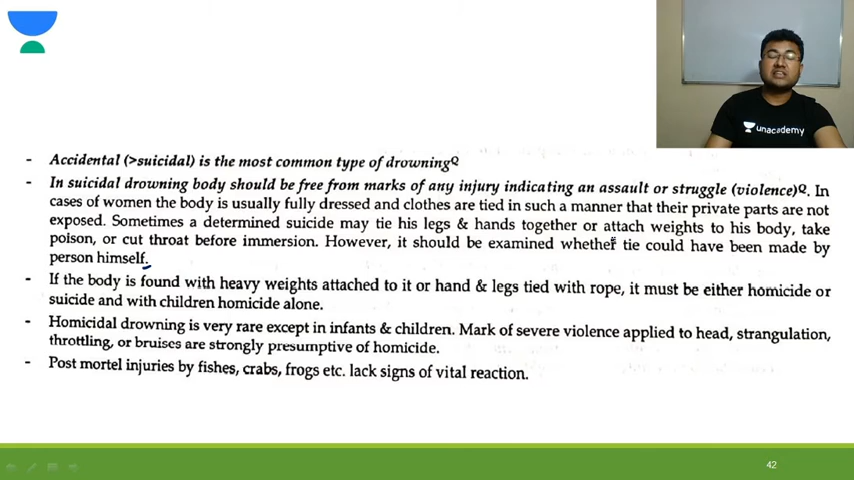 unacademy
- Accidental (>suicidal) is the most common type of drowningQ
- In suicidal drowning body should be free from marks of any injury indicating an assault or struggle (violence)Q. In
cases of women the body is usually fully dressed and clothes are tied in such a manner that their private parts are not
exposed. Sometimes a determined suicide may tie his legs & hands together or attach weights to his body, take
poison, or cut throat before immersion. However, it should be examined whether tie could have been made by
person himself.
- If the body is found with heavy weights attached to it or hand & legs tied with rope, it must be either homicide or
suicide and with children homicide alone.
- Homicidal drowning is very rare except in infants & children. Mark of severe violence applied to head, strangulation,
throttling, or bruises are strongly presumptive of homicide.
- Post mortel injuries by fishes, crabs, frogs etc. lack signs of vital reaction.
42